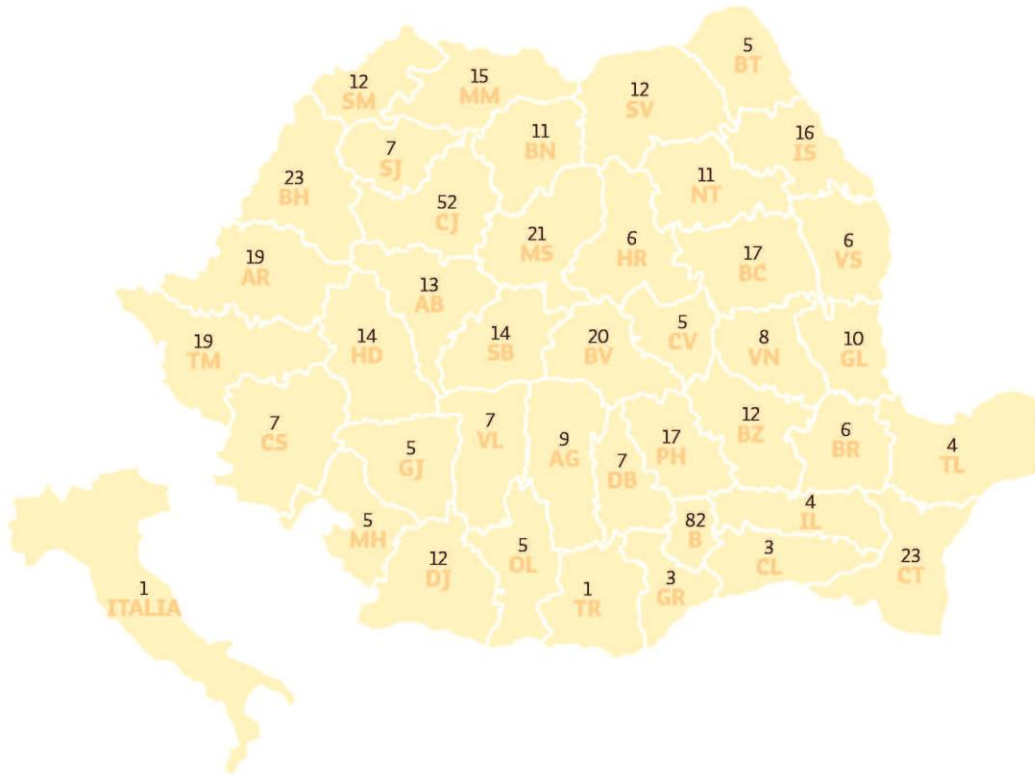 5
BT
12
SM
15
MM
12
SV
11
BN
16
IS
7
SJ
23
BH
11
NT
52
CJ
21
MS
6
HR
17
BC
6
VS
19
AR
13
AB
19
TM
14
HD
14
SB
20
BV
5
CV
8
VN
10
GL
7
CS
5
GJ
7
VL
9
AG
7
DB
17
PH
12
BZ
6
BR
4
TL
5
MH
12
DJ
5
OL
1
TR
3
GR
82
B
4
IL
3
CL
23
CT
1
ITALIA